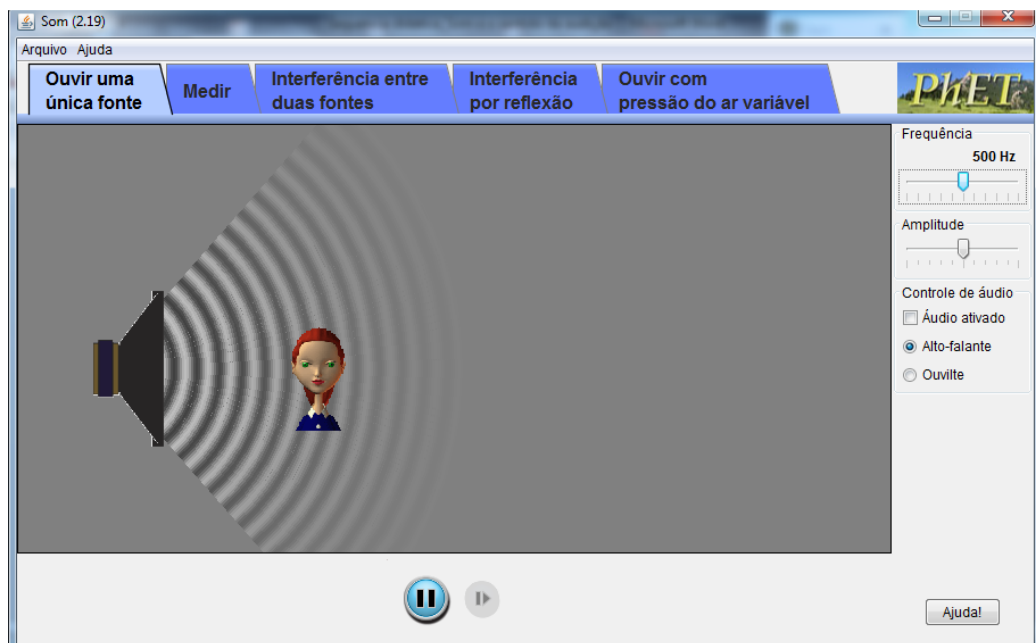 Som (2.19)
Arquivo Ajuda
Ouvir uma
única fonte
Medir
Interferência entre
duas fontes
Interferência
por reflexão
Ouvir com
pressão do ar variável
PhET
Frequência
500 Hz
Amplitude
Controle de áudio
Áudio ativado
Alto-falante
Ouvilte
Ajuda!